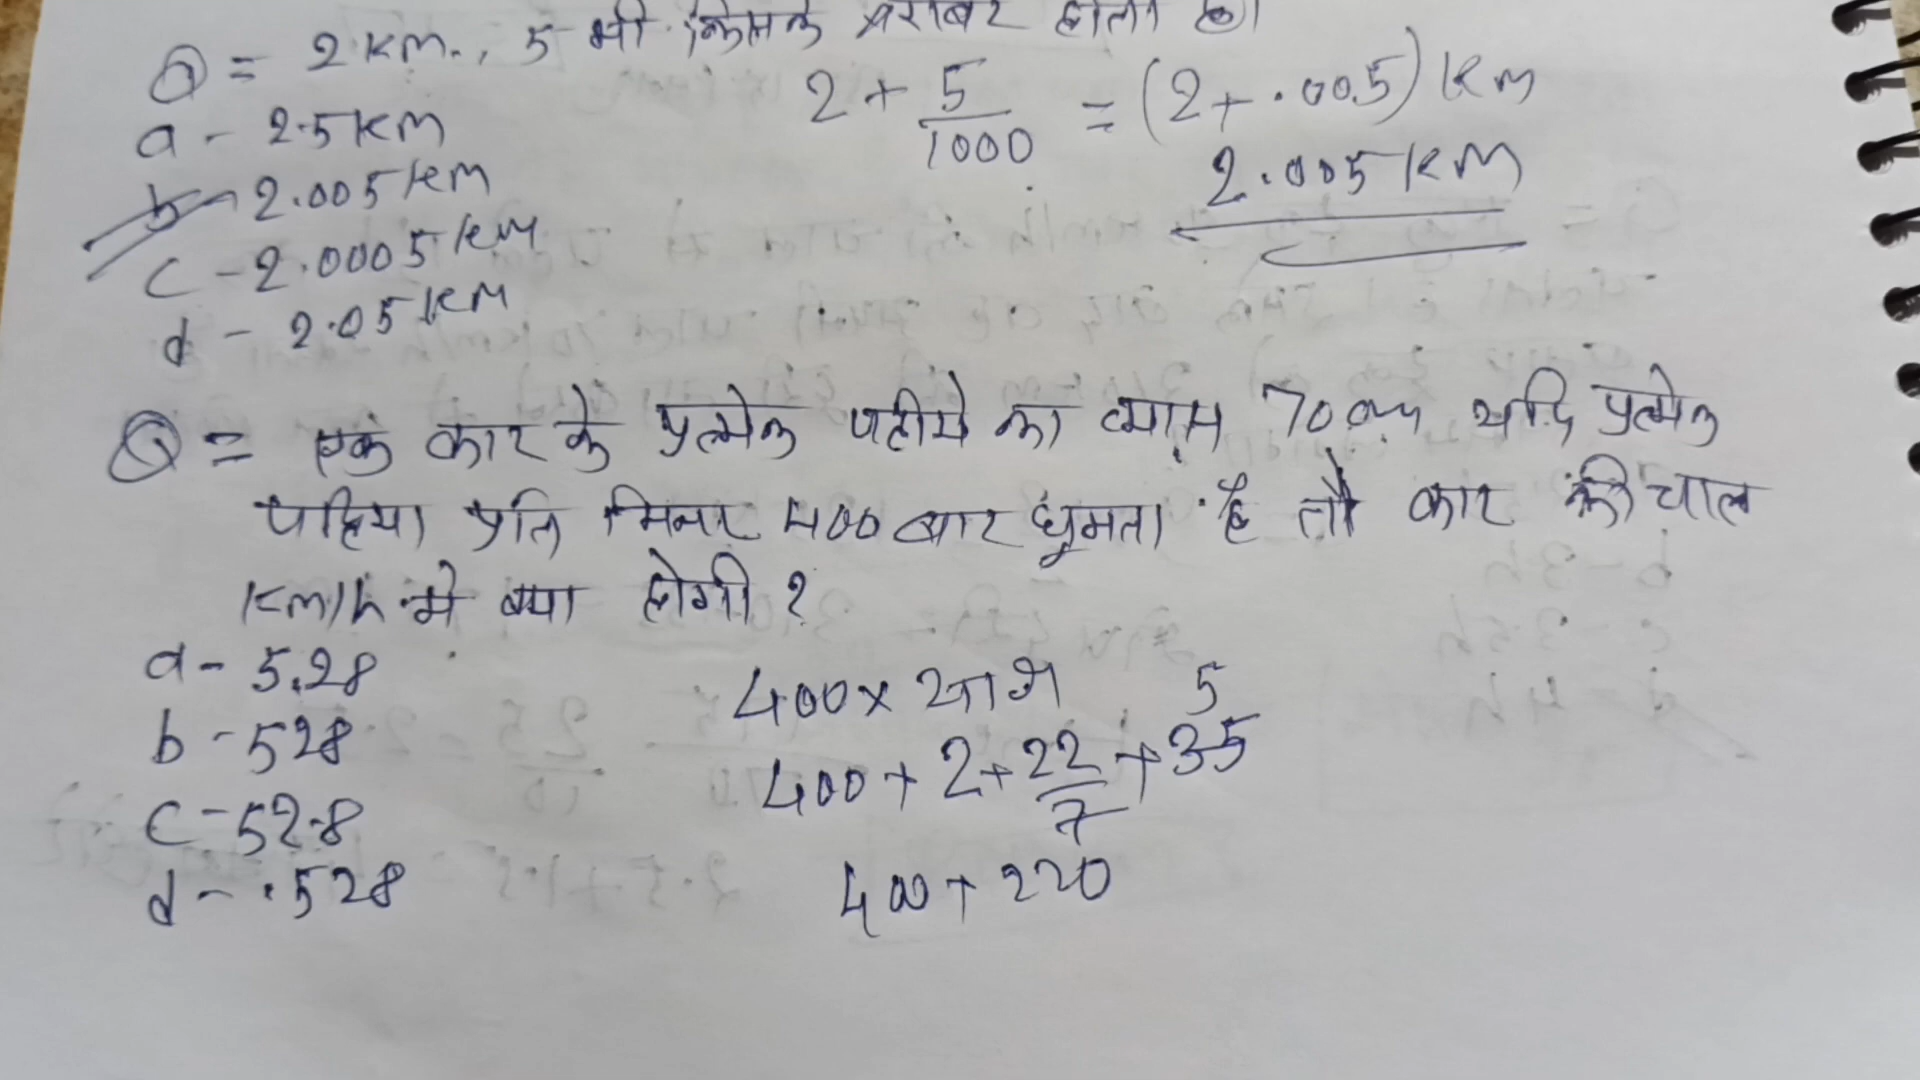 Q = 2 km., 5 मी. किसके बराबर होता है।
a - 2.5 km
2 + 5/1000 = (2 + .005) km
b - 2.005 km
2.005 km
c - 2.0005 km
d - 2.05 km
Q = एक कार के प्रत्येक पहीये का व्यास 70 cm यदि प्रत्येक
पहिया प्रति मिनट 400 बार घूमता है तो कार की चाल
km/h मे क्या होगी ?
a - 5.28
b - 528
c - 52.8
d - .528
400 × 2πr
5
400 + 2 + 22/7 + 35
400 + 220